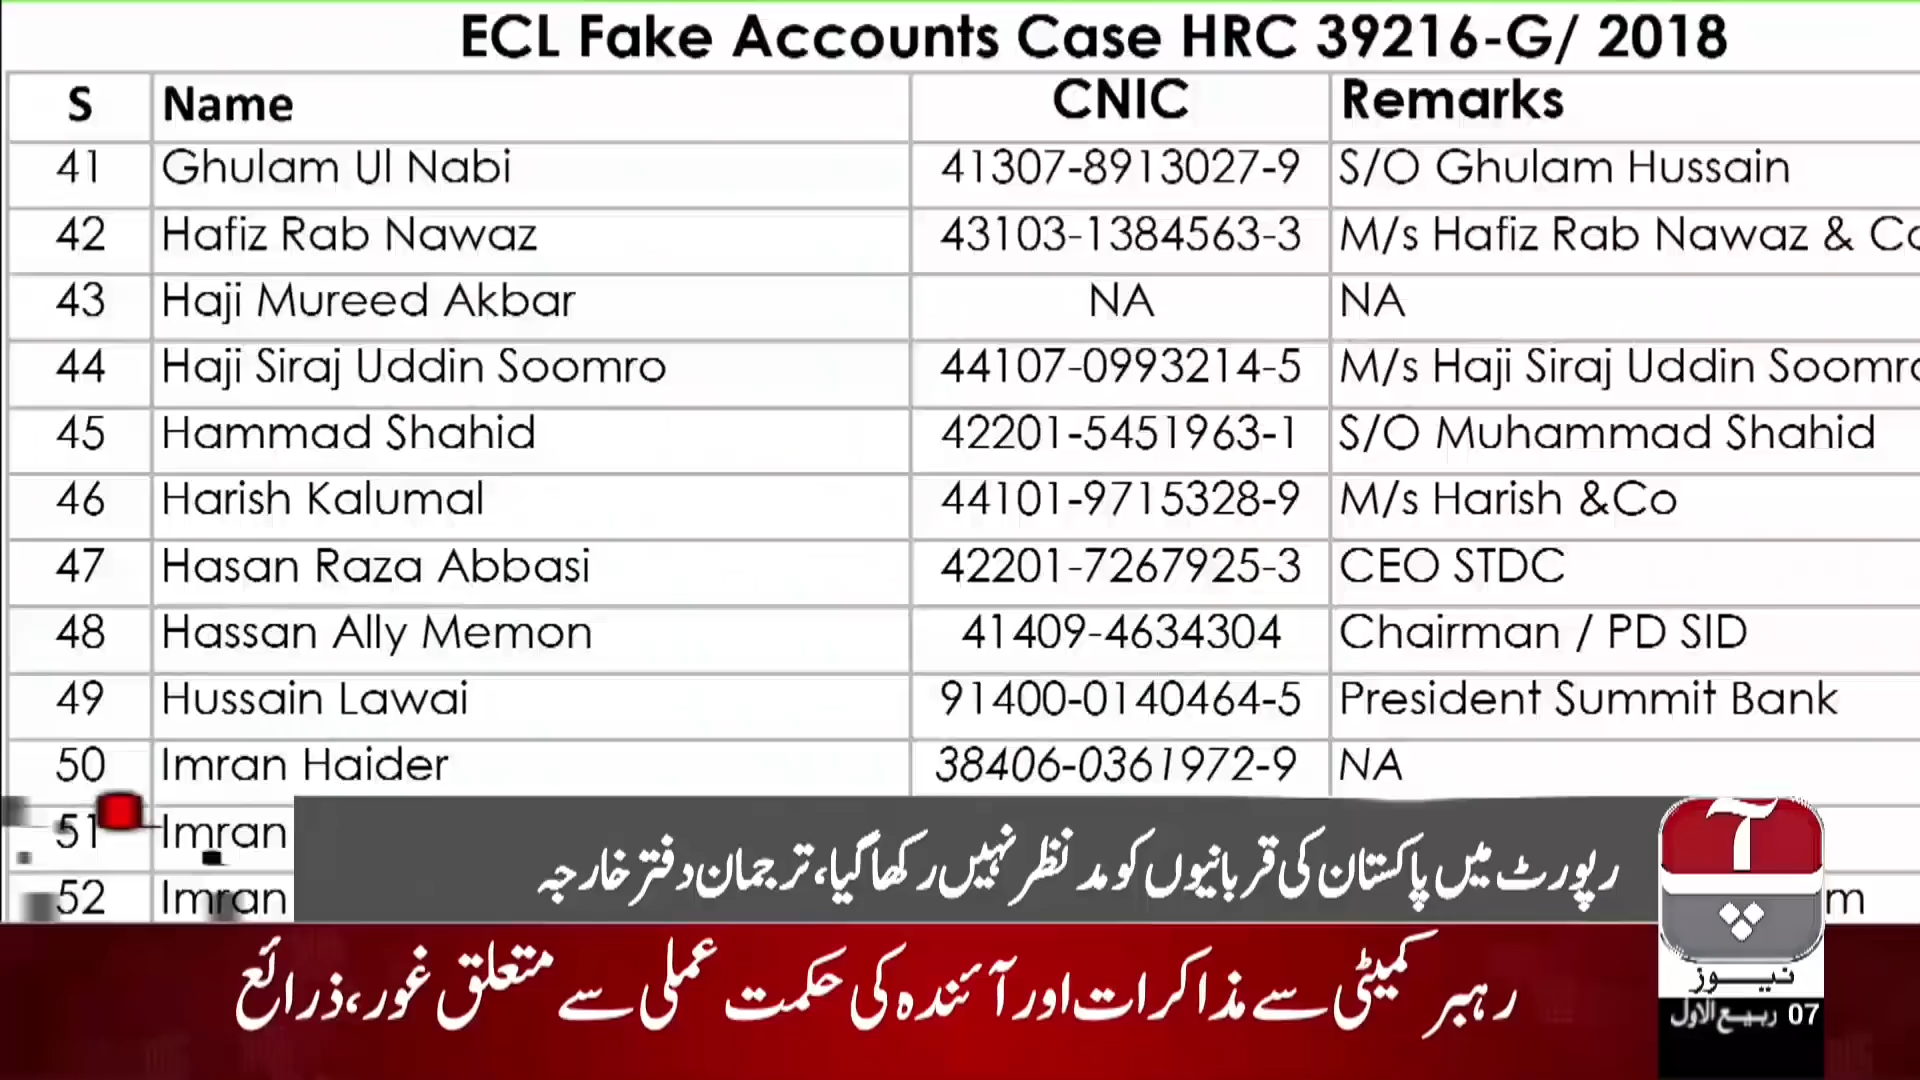 ECL Fake Accounts Case HRC 39216-G/ 2018
S Name CNIC Remarks
41 Ghulam Ul Nabi 41307-8913027-9 S/O Ghulam Hussain
42 Hafiz Rab Nawaz 43103-1384563-3 M/s Hafiz Rab Nawaz & Co
43 Haji Mureed Akbar NA NA
44 Haji Siraj Uddin Soomro 44107-0993214-5 M/s Haji Siraj Uddin Soomro
45 Hammad Shahid 42201-5451963-1 S/O Muhammad Shahid
46 Harish Kalumal 44101-9715328-9 M/s Harish &Co
47 Hasan Raza Abbasi 42201-7267925-3 CEO STDC
48 Hassan Ally Memon 41409-4634304 Chairman / PD SID
49 Hussain Lawai 91400-0140464-5 President Summit Bank
50 Imran Haider 38406-0361972-9 NA
51 Imran
52 Imran
رپورٹ میں پاکستان کی قربانیوں کو مدنظر نہیں رکھا گیا، ترجمان دفتر خارجہ
رہبر کمیٹی سے مذاکرات اور آئندہ کی حکمت عملی سے متعلق غور، ذرائع
آپ
نیوز
07 ربیع الاول